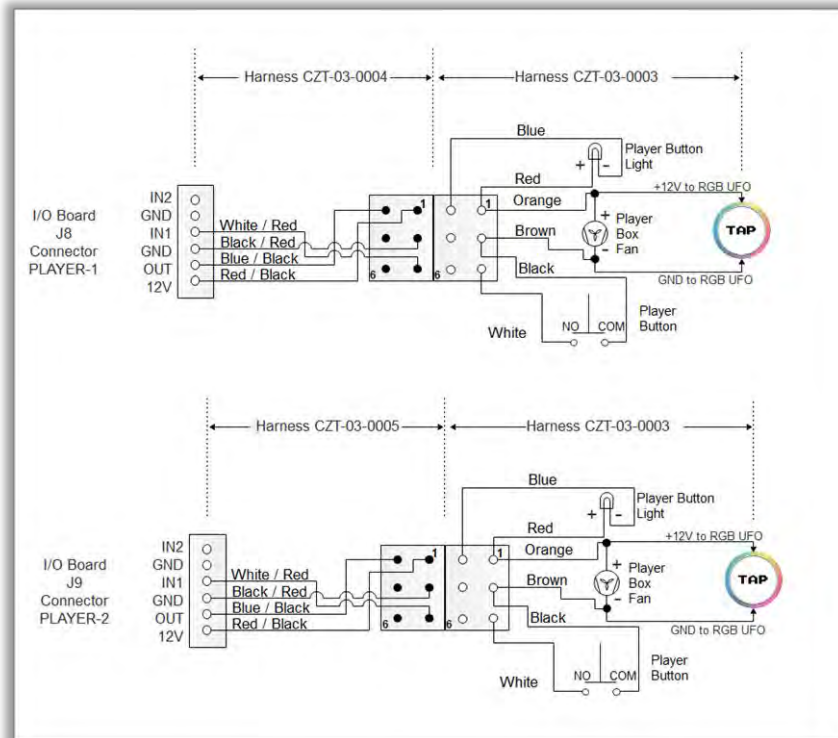 Harness CZT-03-0004
Harness CZT-03-0003
Blue
Player Button
Light
+ -
Red
Orange
+12V to RGB UFO
I/O Board
J8
Connector
PLAYER-1
IN2
GND
IN1
GND
OUT
12V
White / Red
Black / Red
Blue / Black
Red / Black
1
6
1
6
Brown
+
Player
Box
- Fan
TAP
Black
GND to RGB UFO
White
NO COM
Player
Button
Harness CZT-03-0005
Harness CZT-03-0003
Blue
Player Button
Light
+ -
Red
Orange
+12V to RGB UFO
I/O Board
J9
Connector
PLAYER-2
IN2
GND
IN1
GND
OUT
12V
White / Red
Black / Red
Blue / Black
Red / Black
1
6
1
6
Brown
+
Player
Box
- Fan
TAP
Black
GND to RGB UFO
White
NO COM
Player
Button